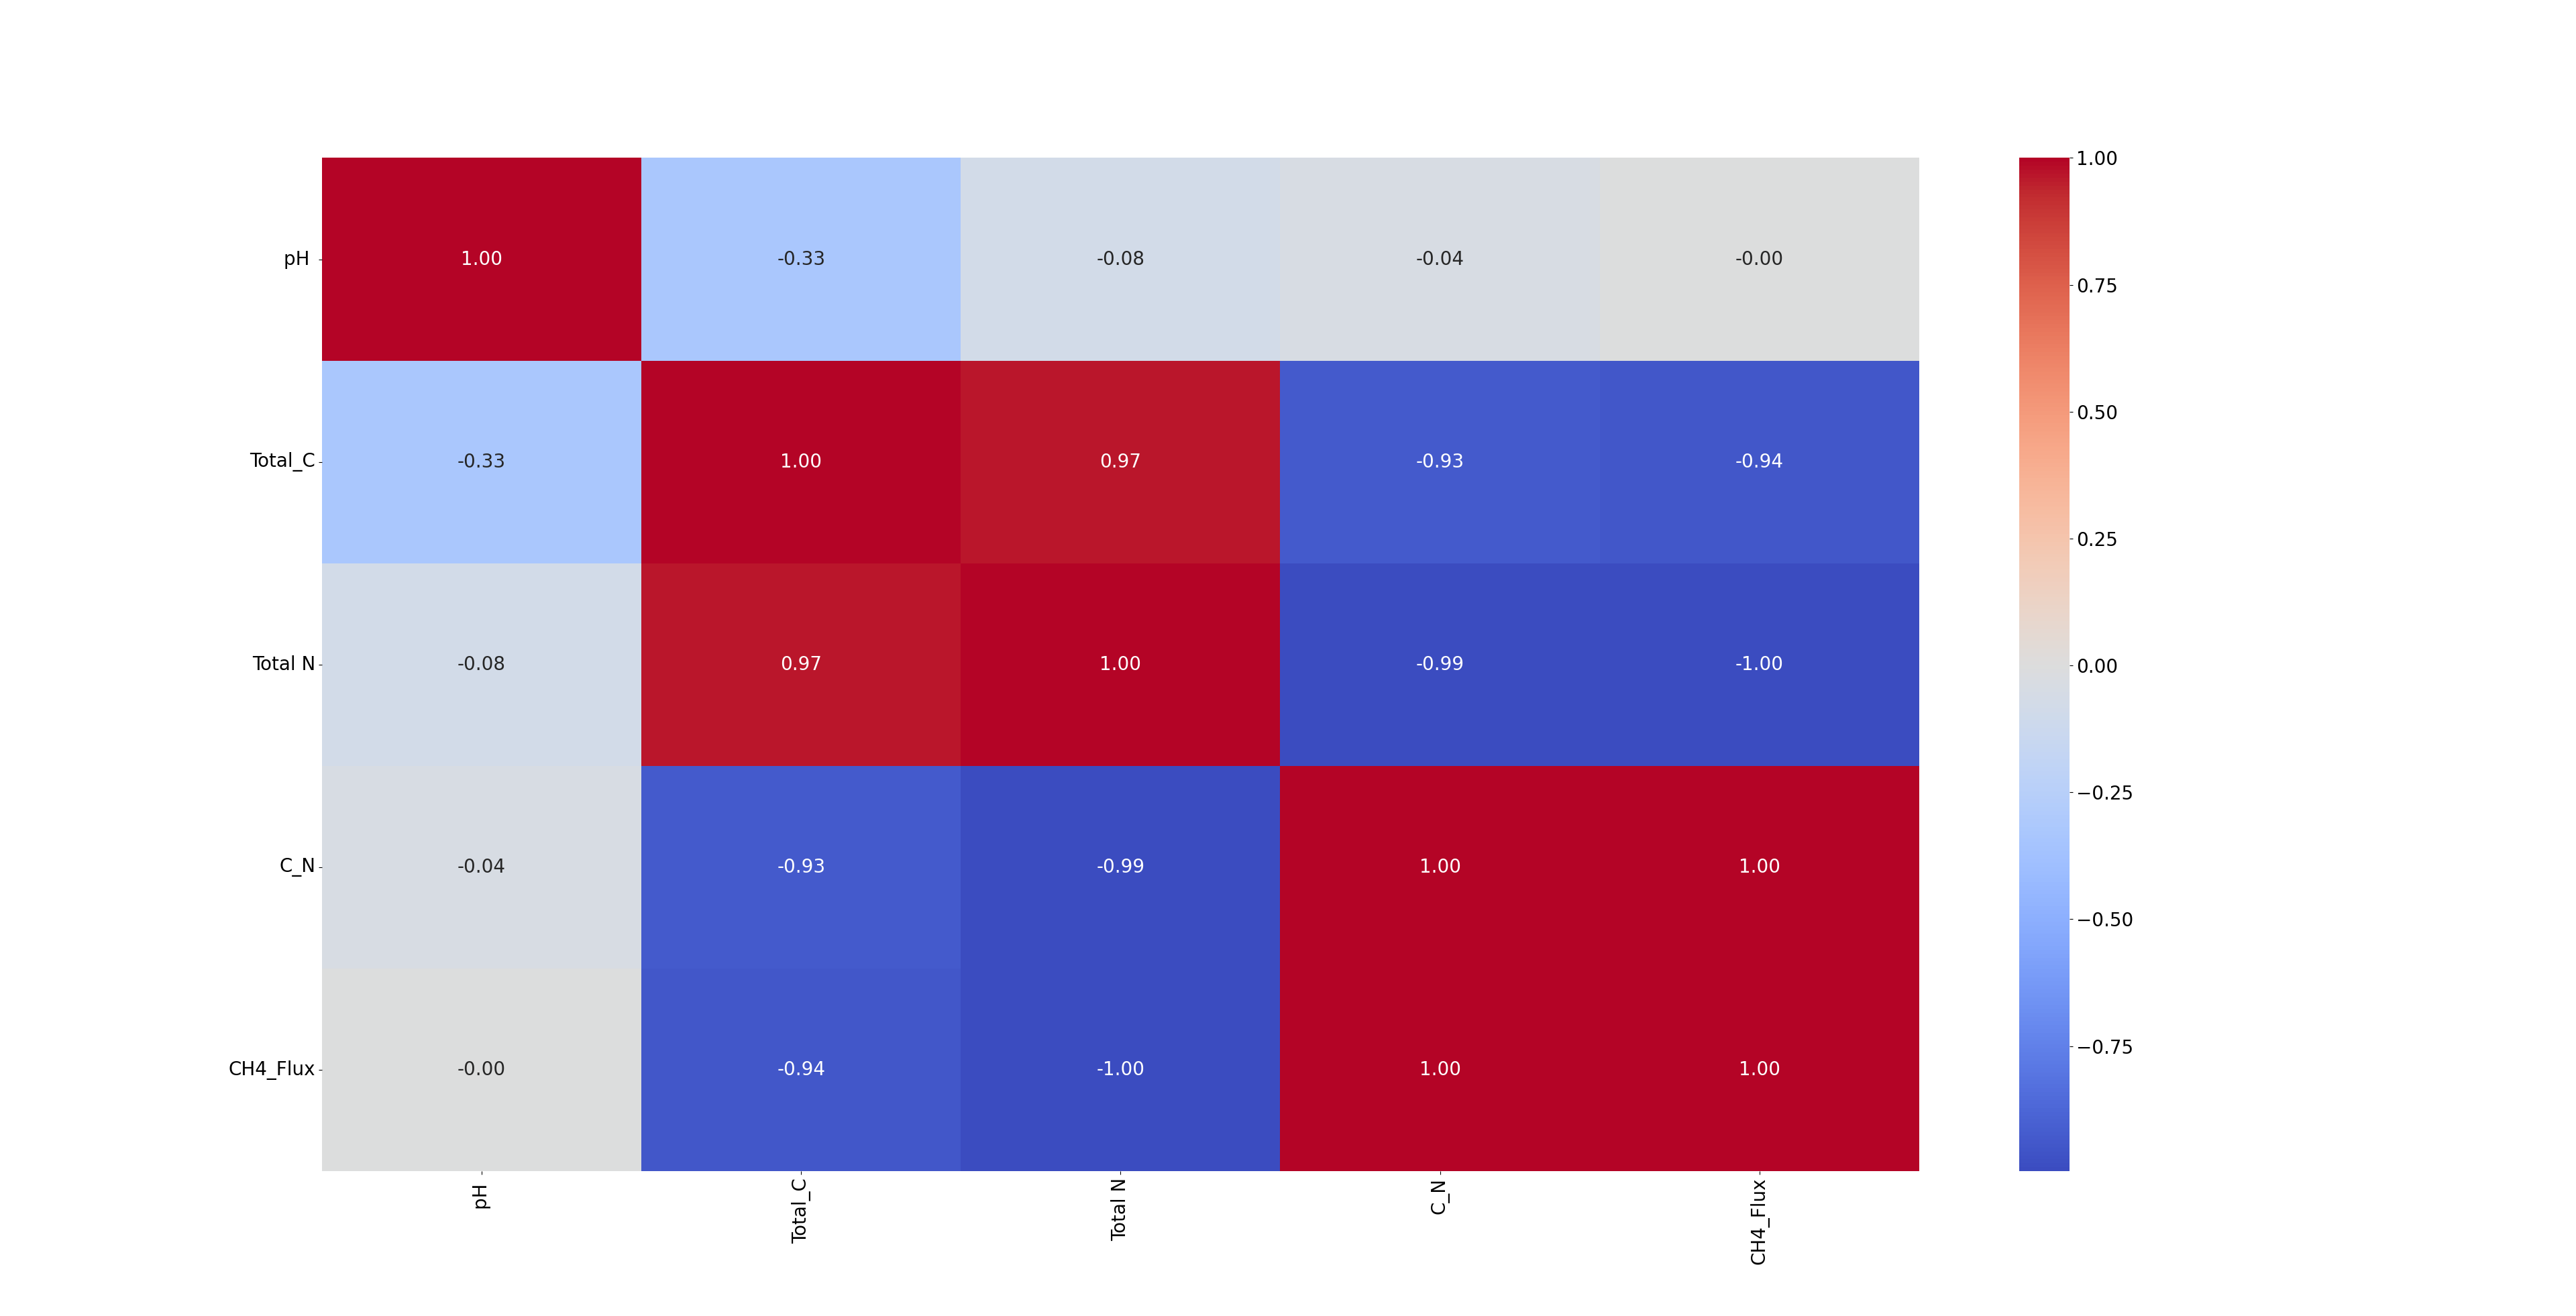 pH 1.00 -0.33 -0.08 -0.04 -0.00
Total_C -0.33 1.00 0.97 -0.93 -0.94
Total N -0.08 0.97 1.00 -0.99 -1.00
C_N -0.04 -0.93 -0.99 1.00 1.00
CH4_Flux -0.00 -0.94 -1.00 1.00 1.00
pH Total_C Total N C_N CH4_Flux
1.00
0.75
0.50
0.25
0.00
−0.25
−0.50
−0.75